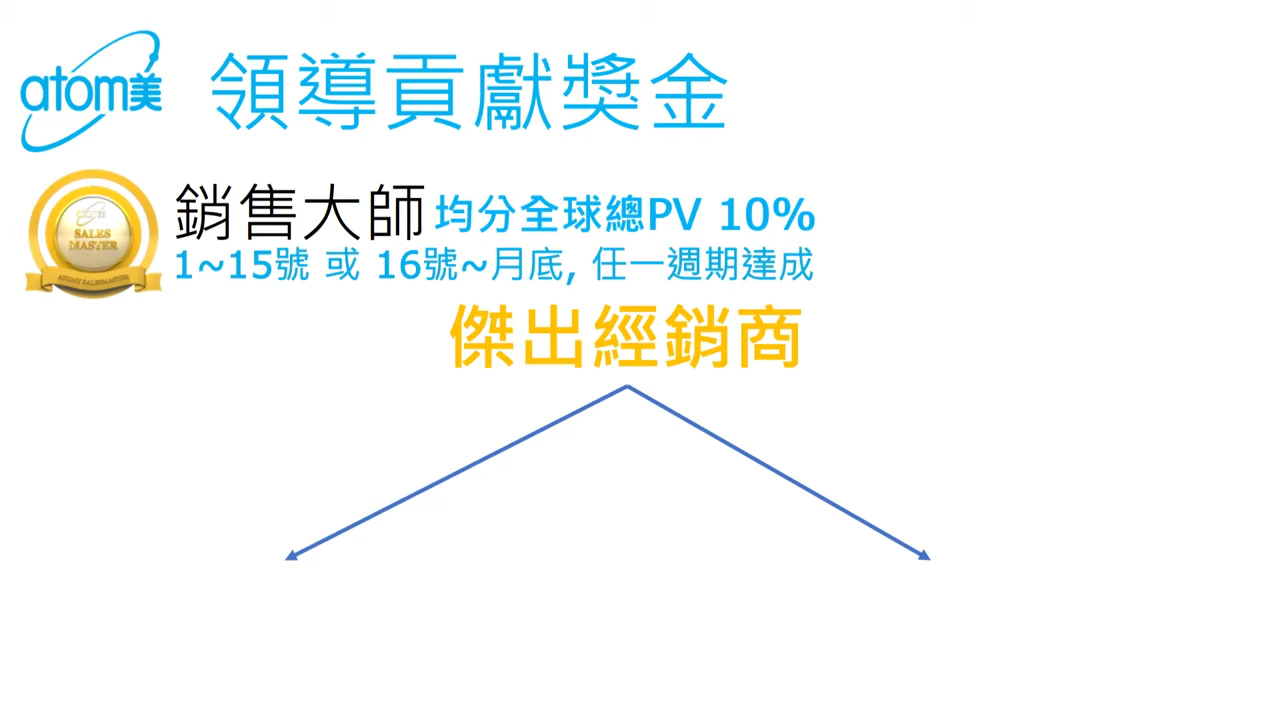 atom美 領導貢獻獎金
SALES
MASTER
銷售大師 均分全球總PV 10%
1~15號 或 16號~月底, 任一週期達成
傑出經銷商